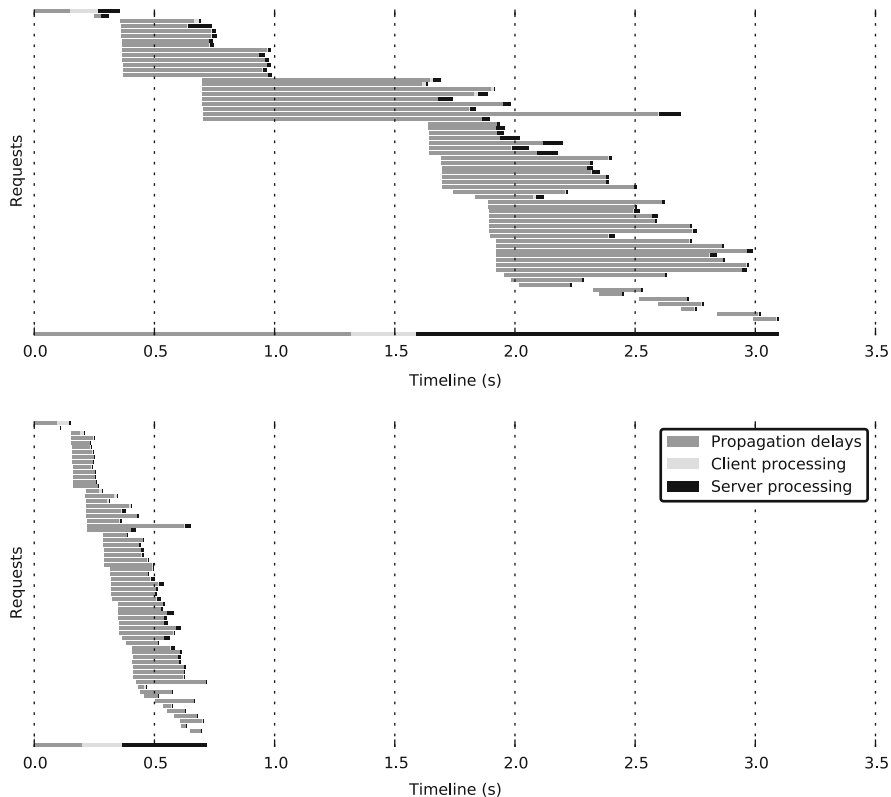 Requests
0.0 0.5 1.0 1.5 2.0 2.5 3.0 3.5
Timeline (s)
Propagation delays
Client processing
Server processing
Requests
0.0 0.5 1.0 1.5 2.0 2.5 3.0 3.5
Timeline (s)